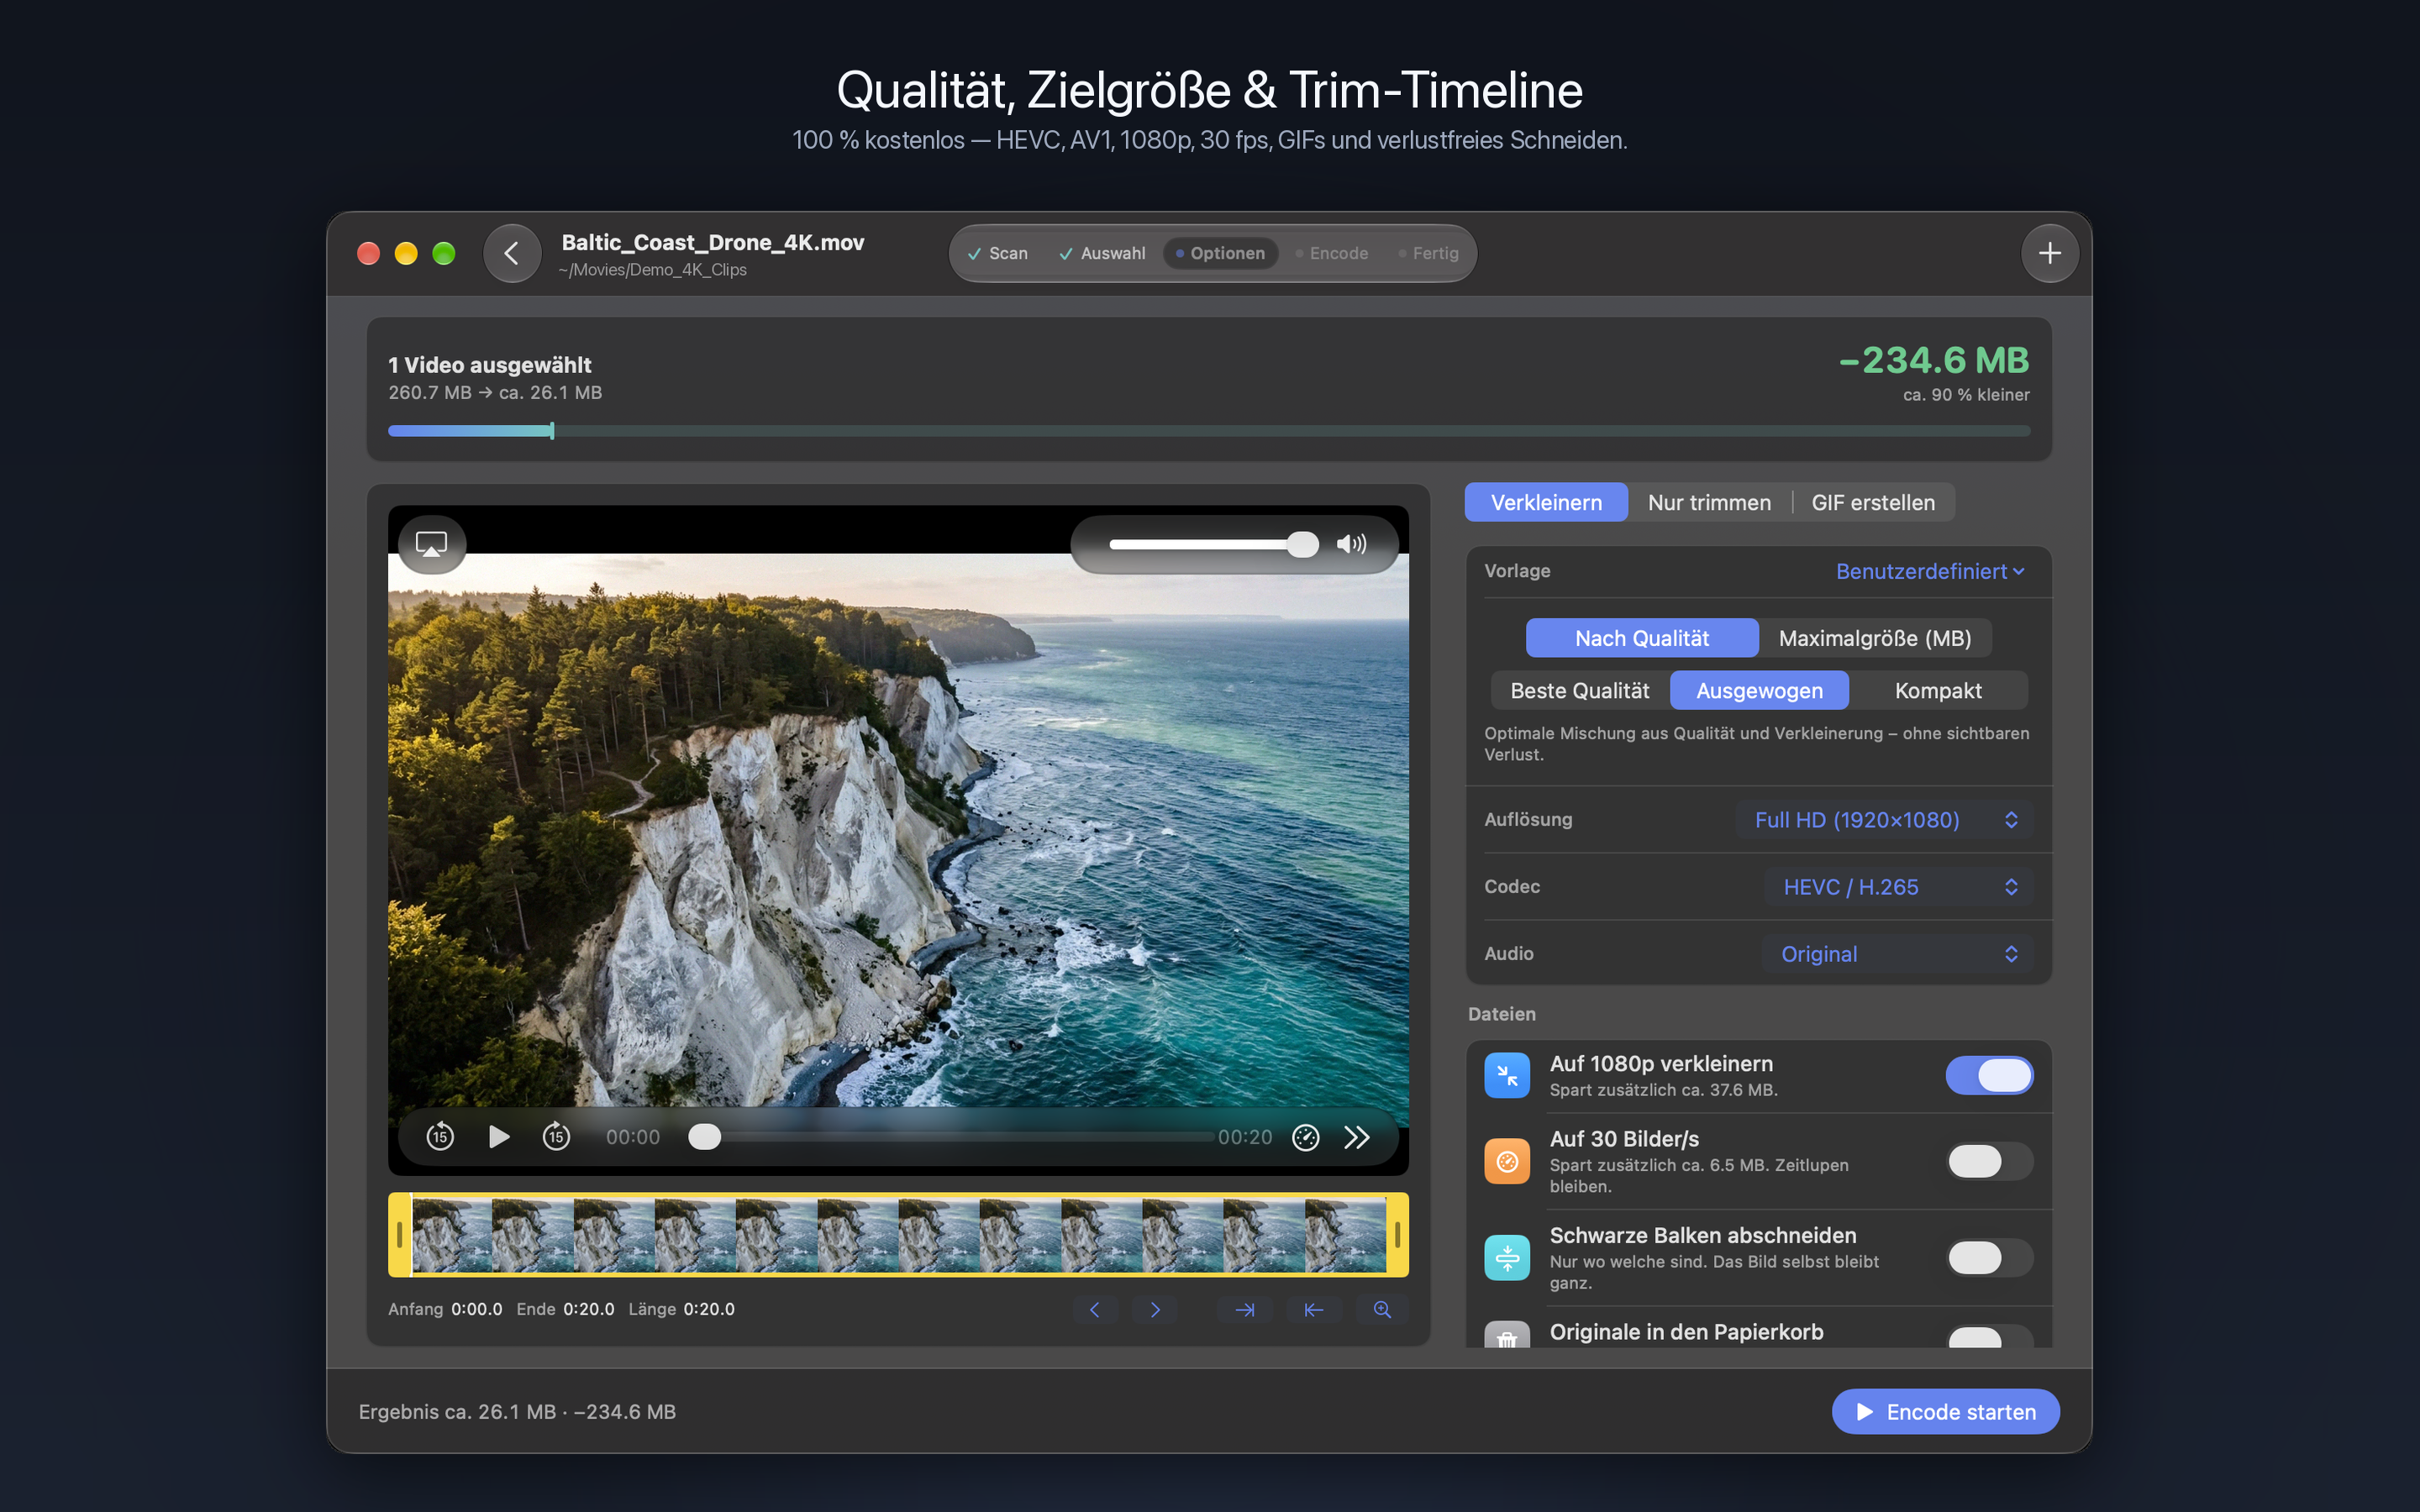 Qualität, Zielgröße & Trim-Timeline
100 % kostenlos — HEVC, AV1, 1080p, 30 fps, GIFs und verlustfreies Schneiden.
Baltic_Coast_Drone_4K.mov
~/Movies/Demo_4K_Clips
Scan
Auswahl
Optionen
Encode
Fertig
1 Video ausgewählt
260.7 MB → ca. 26.1 MB
−234.6 MB
ca. 90 % kleiner
15
15
00:00
00:20
Anfang 0:00.0 Ende 0:20.0 Länge 0:20.0
Verkleinern
Nur trimmen
GIF erstellen
Vorlage
Benutzerdefiniert
Nach Qualität
Maximalgröße (MB)
Beste Qualität
Ausgewogen
Kompakt
Optimale Mischung aus Qualität und Verkleinerung – ohne sichtbaren
Verlust.
Auflösung
Full HD (1920×1080)
Codec
HEVC / H.265
Audio
Original
Dateien
Auf 1080p verkleinern
Spart zusätzlich ca. 37.6 MB.
Auf 30 Bilder/s
Spart zusätzlich ca. 6.5 MB. Zeitlupen
bleiben.
Schwarze Balken abschneiden
Nur wo welche sind. Das Bild selbst bleibt
ganz.
Originale in den Papierkorb
Ergebnis ca. 26.1 MB · −234.6 MB
Encode starten